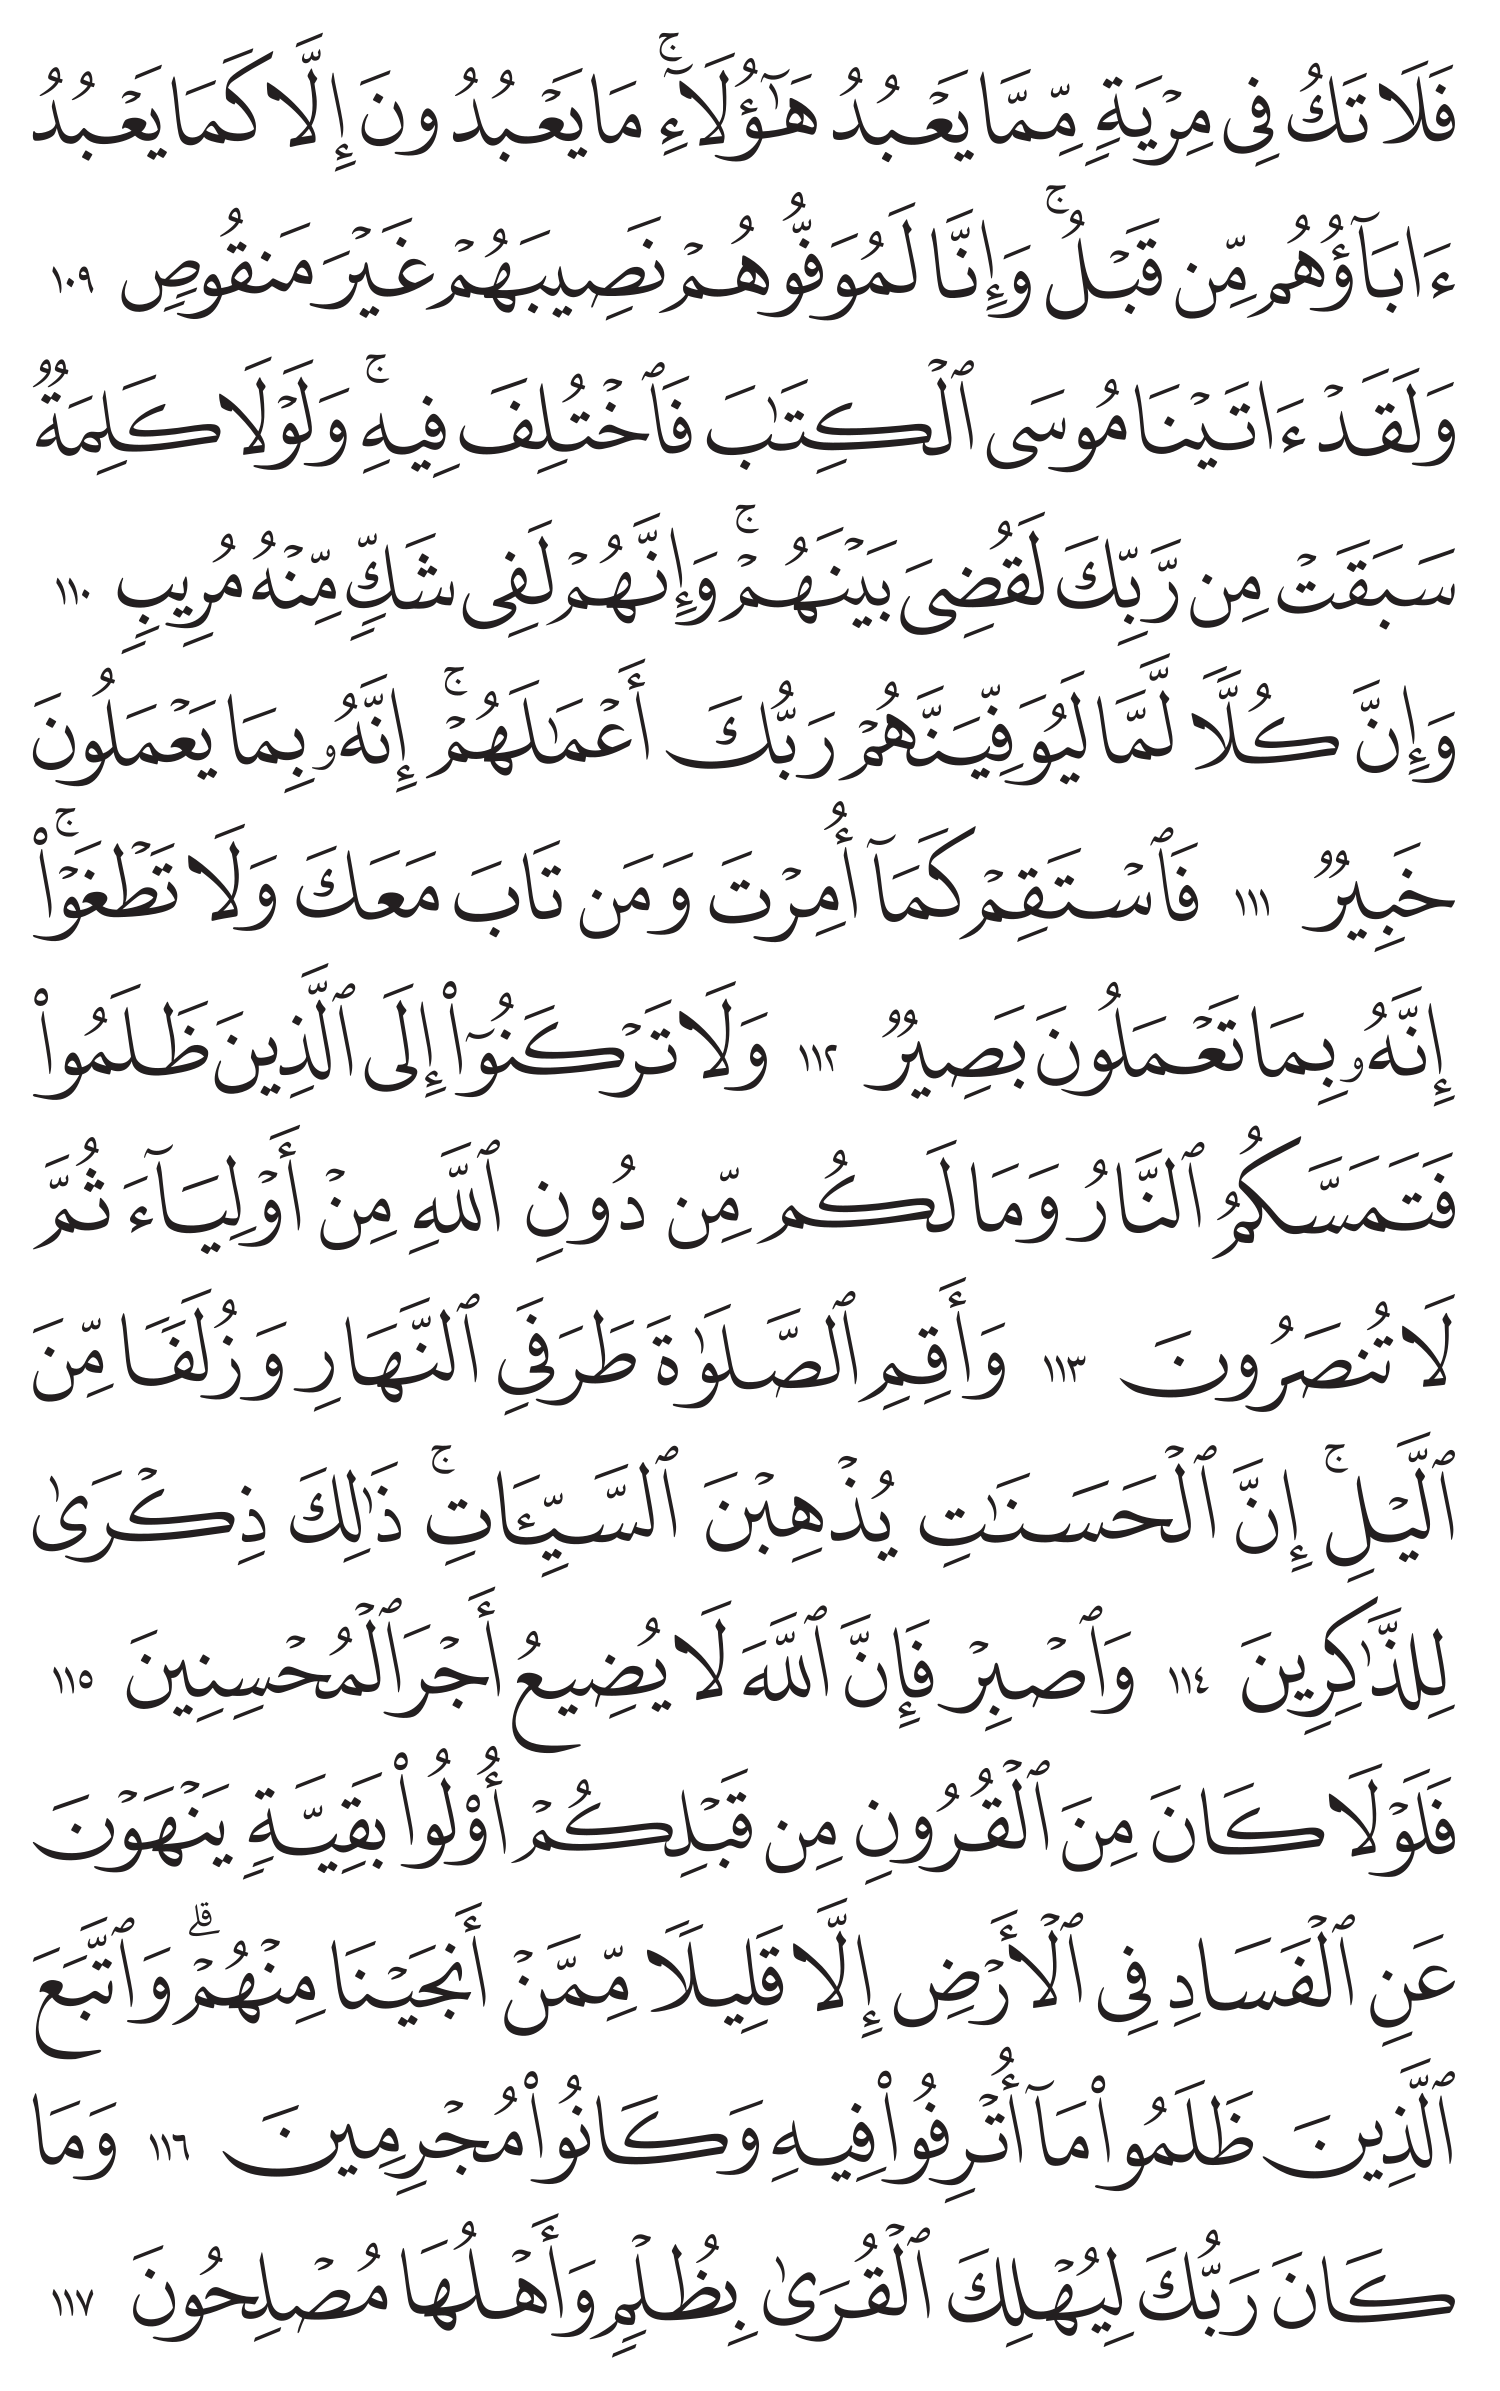 فَلَا تَكُ فِي مِرْيَةٍ مِّمَّا يَعْبُدُ هَٰٓؤُلَآءِۚ مَا يَعْبُدُونَ إِلَّا كَمَا يَعْبُدُ
ءَابَآؤُهُم مِّن قَبْلُۚ وَإِنَّا لَمُوَفُّوهُمْ نَصِيبَهُمْ غَيْرَ مَنقُوصٍ ١٠٩
وَلَقَدْ ءَاتَيْنَا مُوسَى ٱلْكِتَٰبَ فَٱخْتُلِفَ فِيهِۚ وَلَوْلَا كَلِمَةٌ
سَبَقَتْ مِن رَّبِّكَ لَقُضِيَ بَيْنَهُمْۚ وَإِنَّهُمْ لَفِي شَكٍّ مِّنْهُ مُرِيبٍ ١١٠
وَإِنَّ كُلًّا لَّمَّا لَيُوَفِّيَنَّهُمْ رَبُّكَ أَعْمَٰلَهُمْۚ إِنَّهُۥ بِمَا يَعْمَلُونَ
خَبِيرٌ ١١١ فَٱسْتَقِمْ كَمَآ أُمِرْتَ وَمَن تَابَ مَعَكَ وَلَا تَطْغَوْا۟ۚ
إِنَّهُۥ بِمَا تَعْمَلُونَ بَصِيرٌ ١١٢ وَلَا تَرْكَنُوٓا۟ إِلَى ٱلَّذِينَ ظَلَمُوا۟
فَتَمَسَّكُمُ ٱلنَّارُ وَمَا لَكُم مِّن دُونِ ٱللَّهِ مِنْ أَوْلِيَآءَ ثُمَّ
لَا تُنصَرُونَ ١١٣ وَأَقِمِ ٱلصَّلَوٰةَ طَرَفَيِ ٱلنَّهَارِ وَزُلَفًا مِّنَ
ٱلَّيْلِۚ إِنَّ ٱلْحَسَنَٰتِ يُذْهِبْنَ ٱلسَّيِّـَٔاتِۚ ذَٰلِكَ ذِكْرَىٰ
لِلذَّٰكِرِينَ ١١٤ وَٱصْبِرْ فَإِنَّ ٱللَّهَ لَا يُضِيعُ أَجْرَ ٱلْمُحْسِنِينَ ١١٥
فَلَوْلَا كَانَ مِنَ ٱلْقُرُونِ مِن قَبْلِكُمْ أُو۟لُوا۟ بَقِيَّةٍ يَنْهَوْنَ
عَنِ ٱلْفَسَادِ فِي ٱلْأَرْضِ إِلَّا قَلِيلًا مِّمَّنْ أَنجَيْنَا مِنْهُمْۗ وَٱتَّبَعَ
ٱلَّذِينَ ظَلَمُوا۟ مَآ أُتْرِفُوا۟ فِيهِ وَكَانُوا۟ مُجْرِمِينَ ١١٦ وَمَا
كَانَ رَبُّكَ لِيُهْلِكَ ٱلْقُرَىٰ بِظُلْمٍ وَأَهْلُهَا مُصْلِحُونَ ١١٧